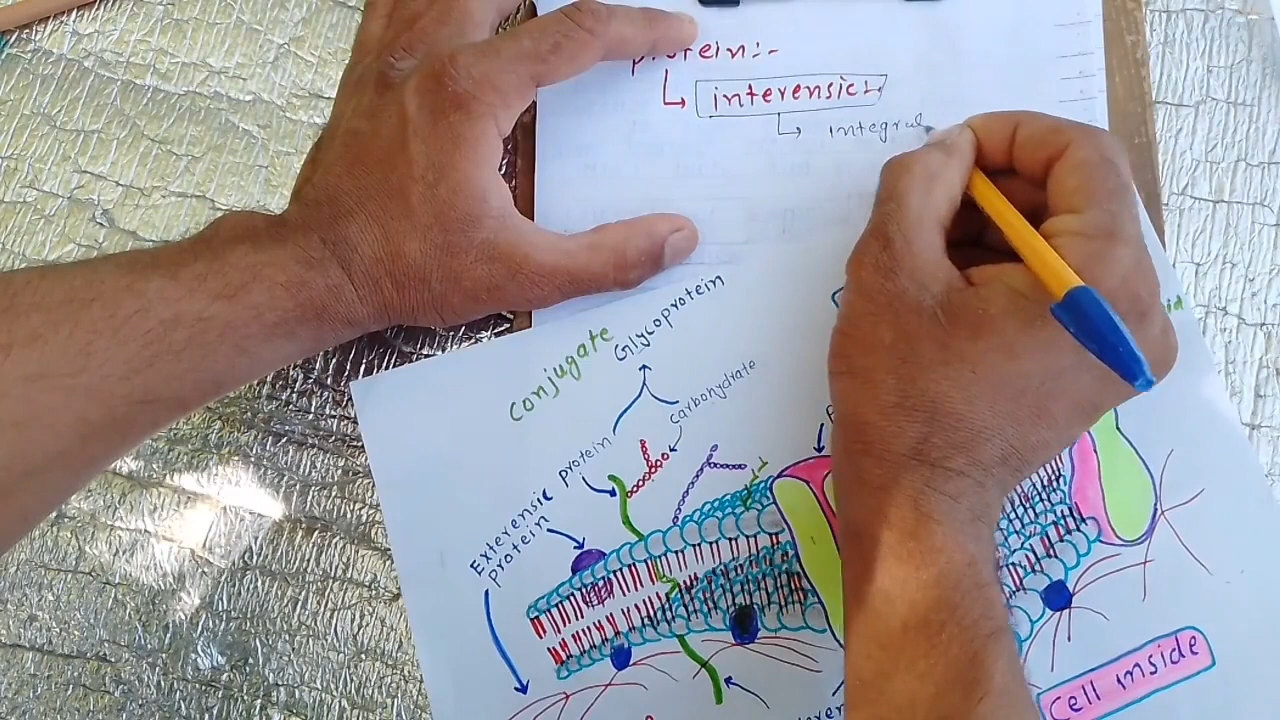 protein:-
interensic
integral
conjugate
Glycoprotein
carbohydrate
protein
Exterensic
protein
Cell inside